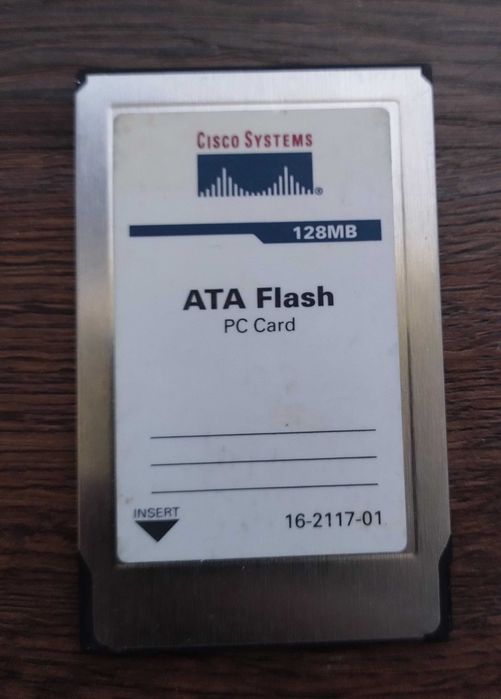 CISCO SYSTEMS
®
128MB
ATA Flash
PC Card
INSERT
16-2117-01